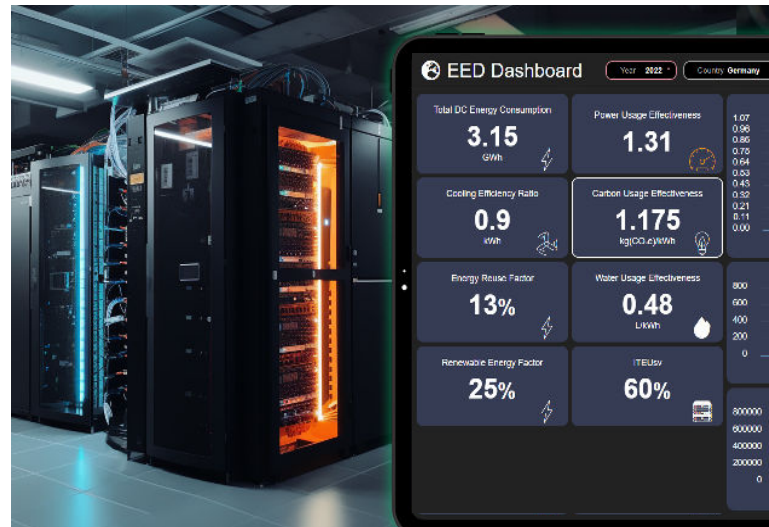 EED Dashboard
Year 2022
Country Germany
Total DC Energy Consumption
3.15
GWh
Power Usage Effectiveness
1.31
Cooling Efficiency Ratio
0.9
kWh
Carbon Usage Effectiveness
1.175
kg(CO₂e)/kWh
Energy Reuse Factor
13%
Water Usage Effectiveness
0.48
L/kWh
Renewable Energy Factor
25%
ITEUsv
60%
1.07
0.96
0.86
0.75
0.64
0.53
0.43
0.32
0.21
0.11
0.00
800
600
400
200
0
800000
600000
400000
200000
0